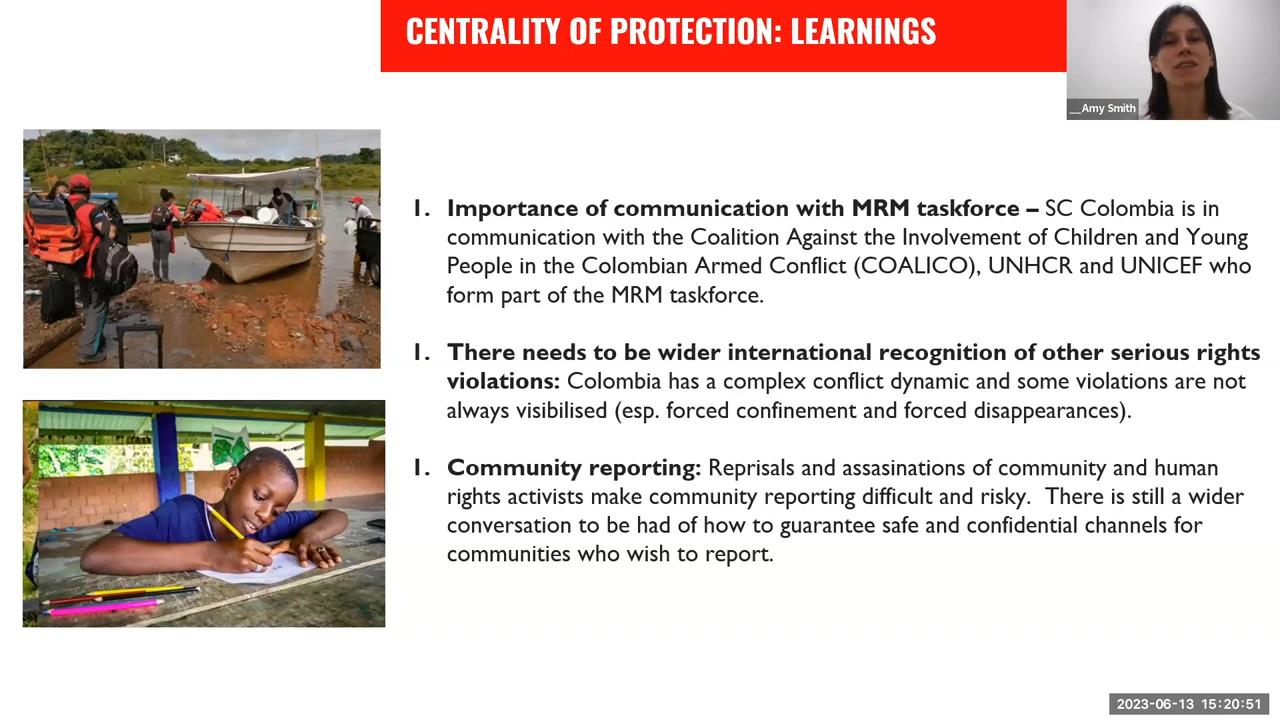 CENTRALITY OF PROTECTION: LEARNINGS
__Amy Smith
1. Importance of communication with MRM taskforce – SC Colombia is in
communication with the Coalition Against the Involvement of Children and Young
People in the Colombian Armed Conflict (COALICO), UNHCR and UNICEF who
form part of the MRM taskforce.
1. There needs to be wider international recognition of other serious rights
violations: Colombia has a complex conflict dynamic and some violations are not
always visibilised (esp. forced confinement and forced disappearances).
1. Community reporting: Reprisals and assasinations of community and human
rights activists make community reporting difficult and risky. There is still a wider
conversation to be had of how to guarantee safe and confidential channels for
communities who wish to report.
2023-06-13 15:20:51